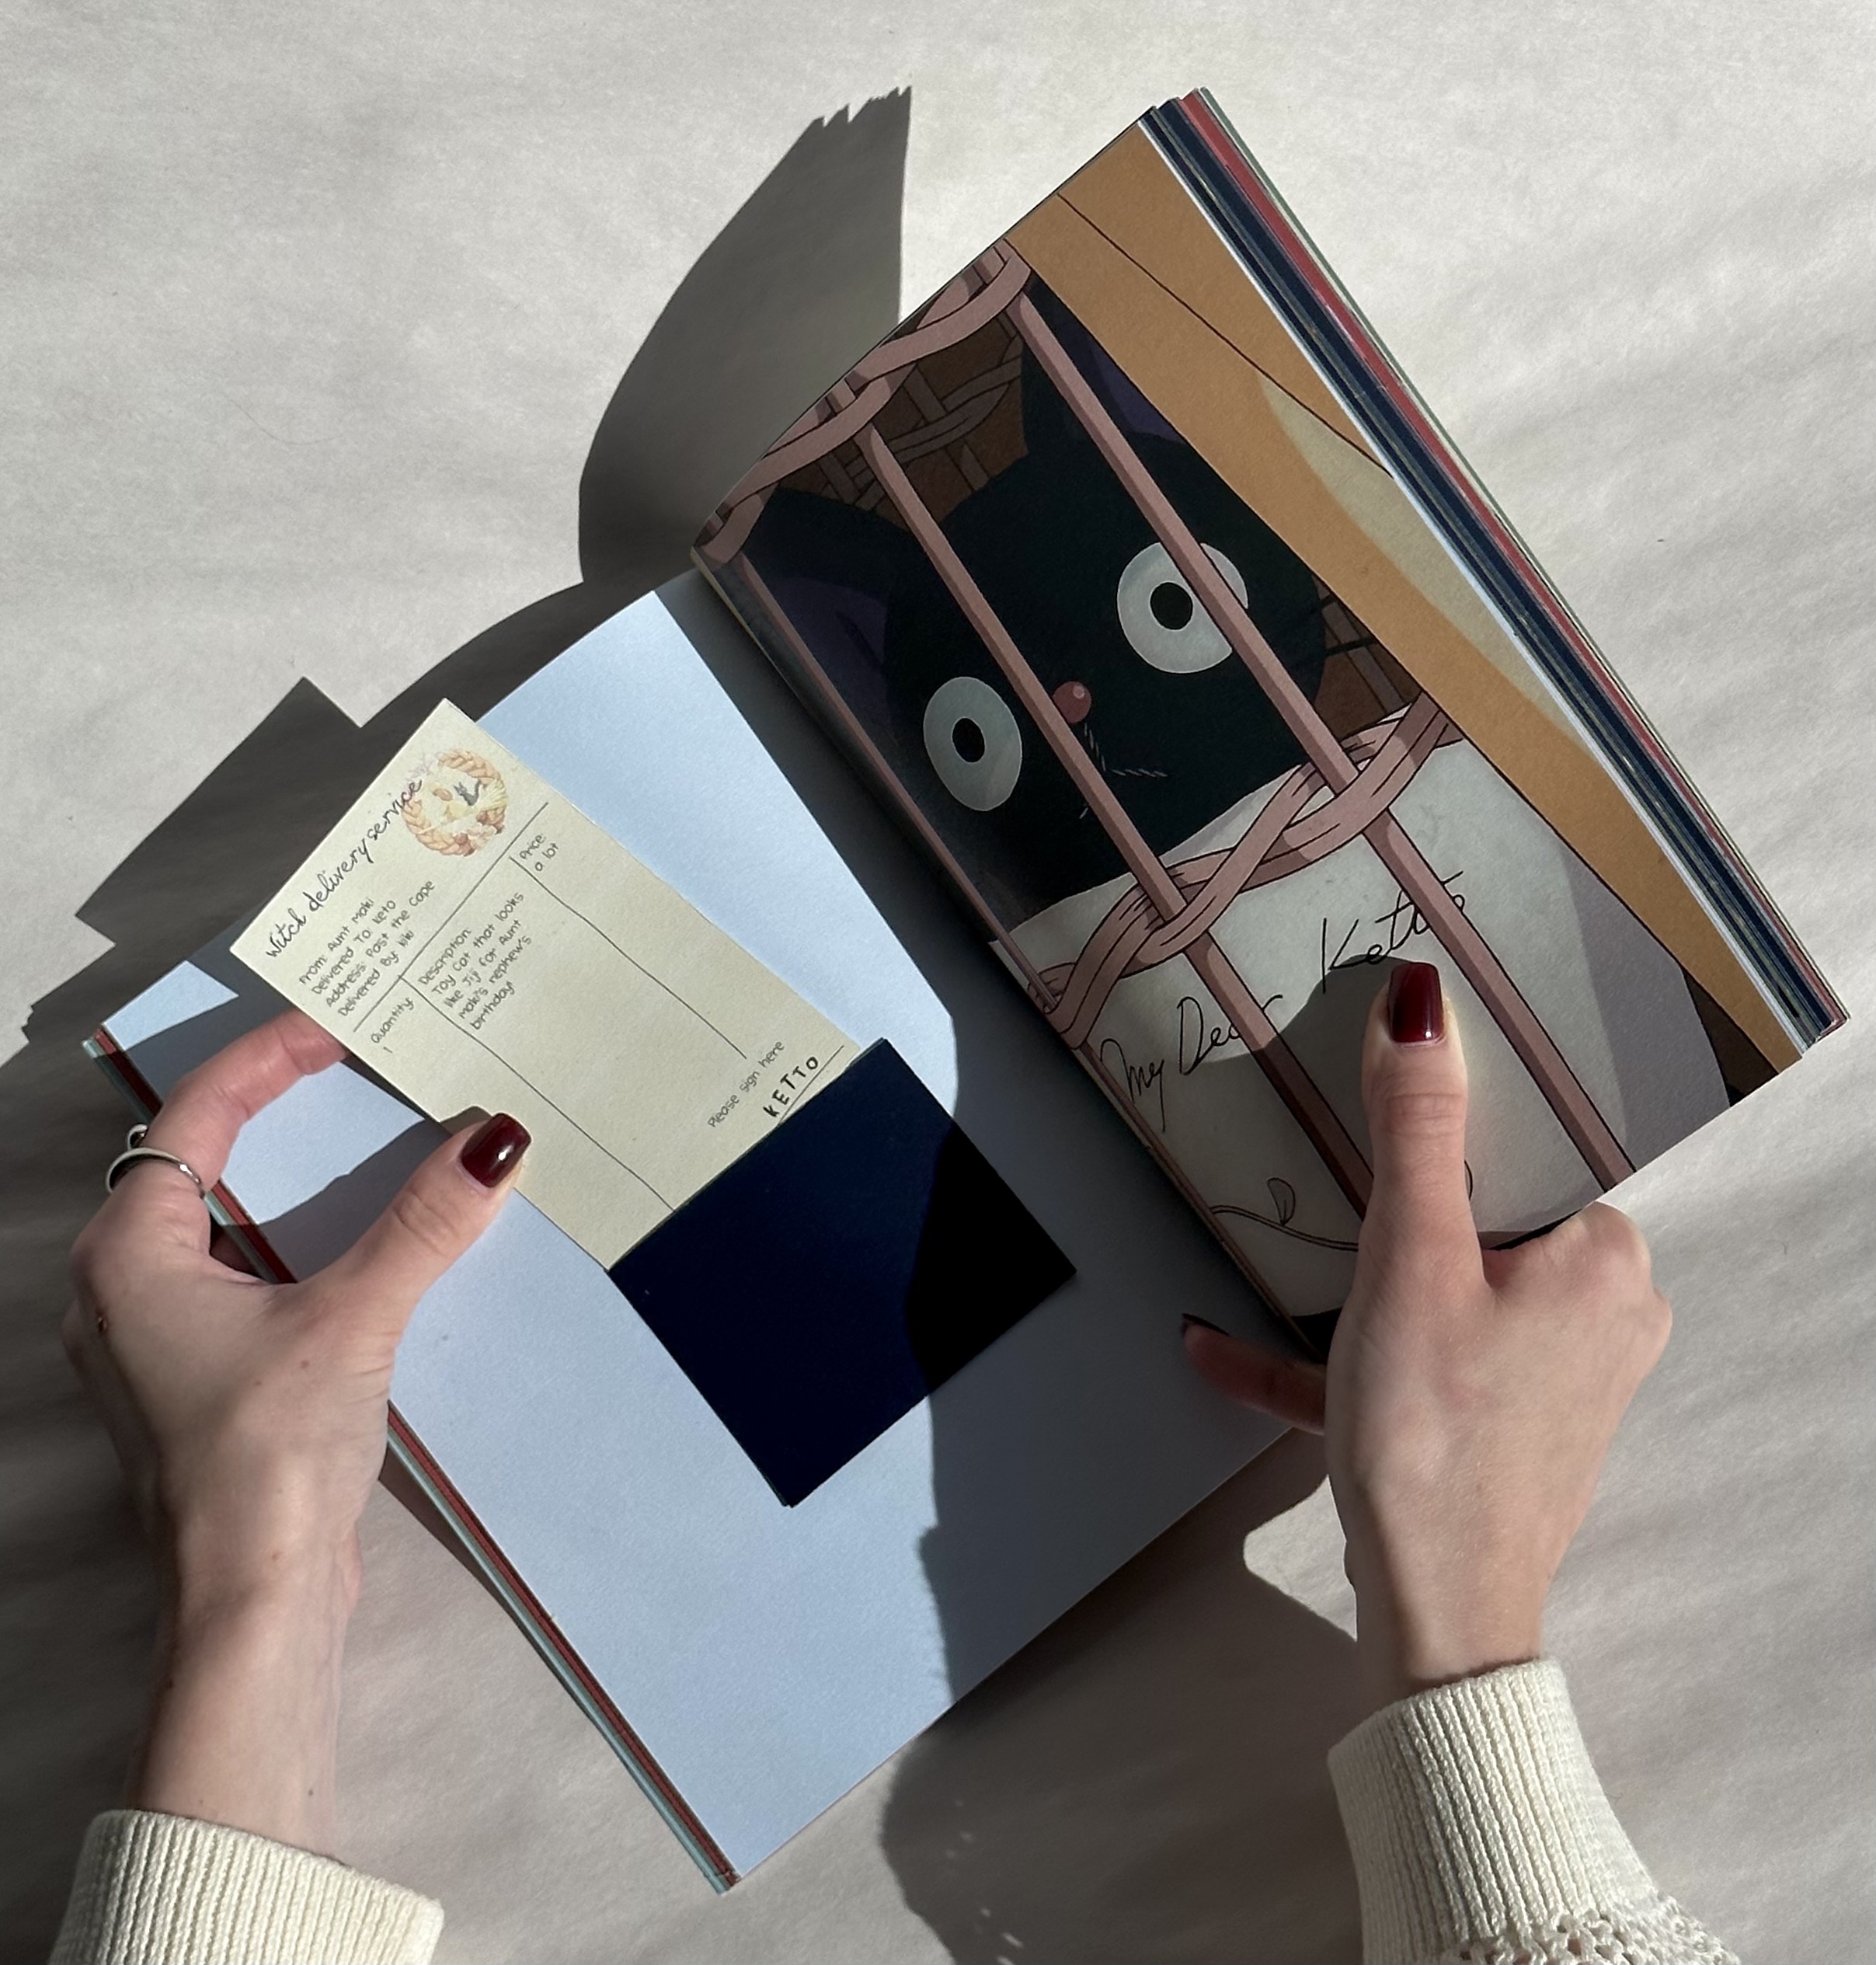 Witch delivery service
From: Aunt Maki
Delivered To: Keto
Address: Past the Cape
Delivered By: Kiki
Quantity:
1
Description:
Toy Cat that looks
like Jiji for Aunt
Maki's nephew's
birthday!
Price:
a lot
Please sign here
KETTO
My Dear Ketto